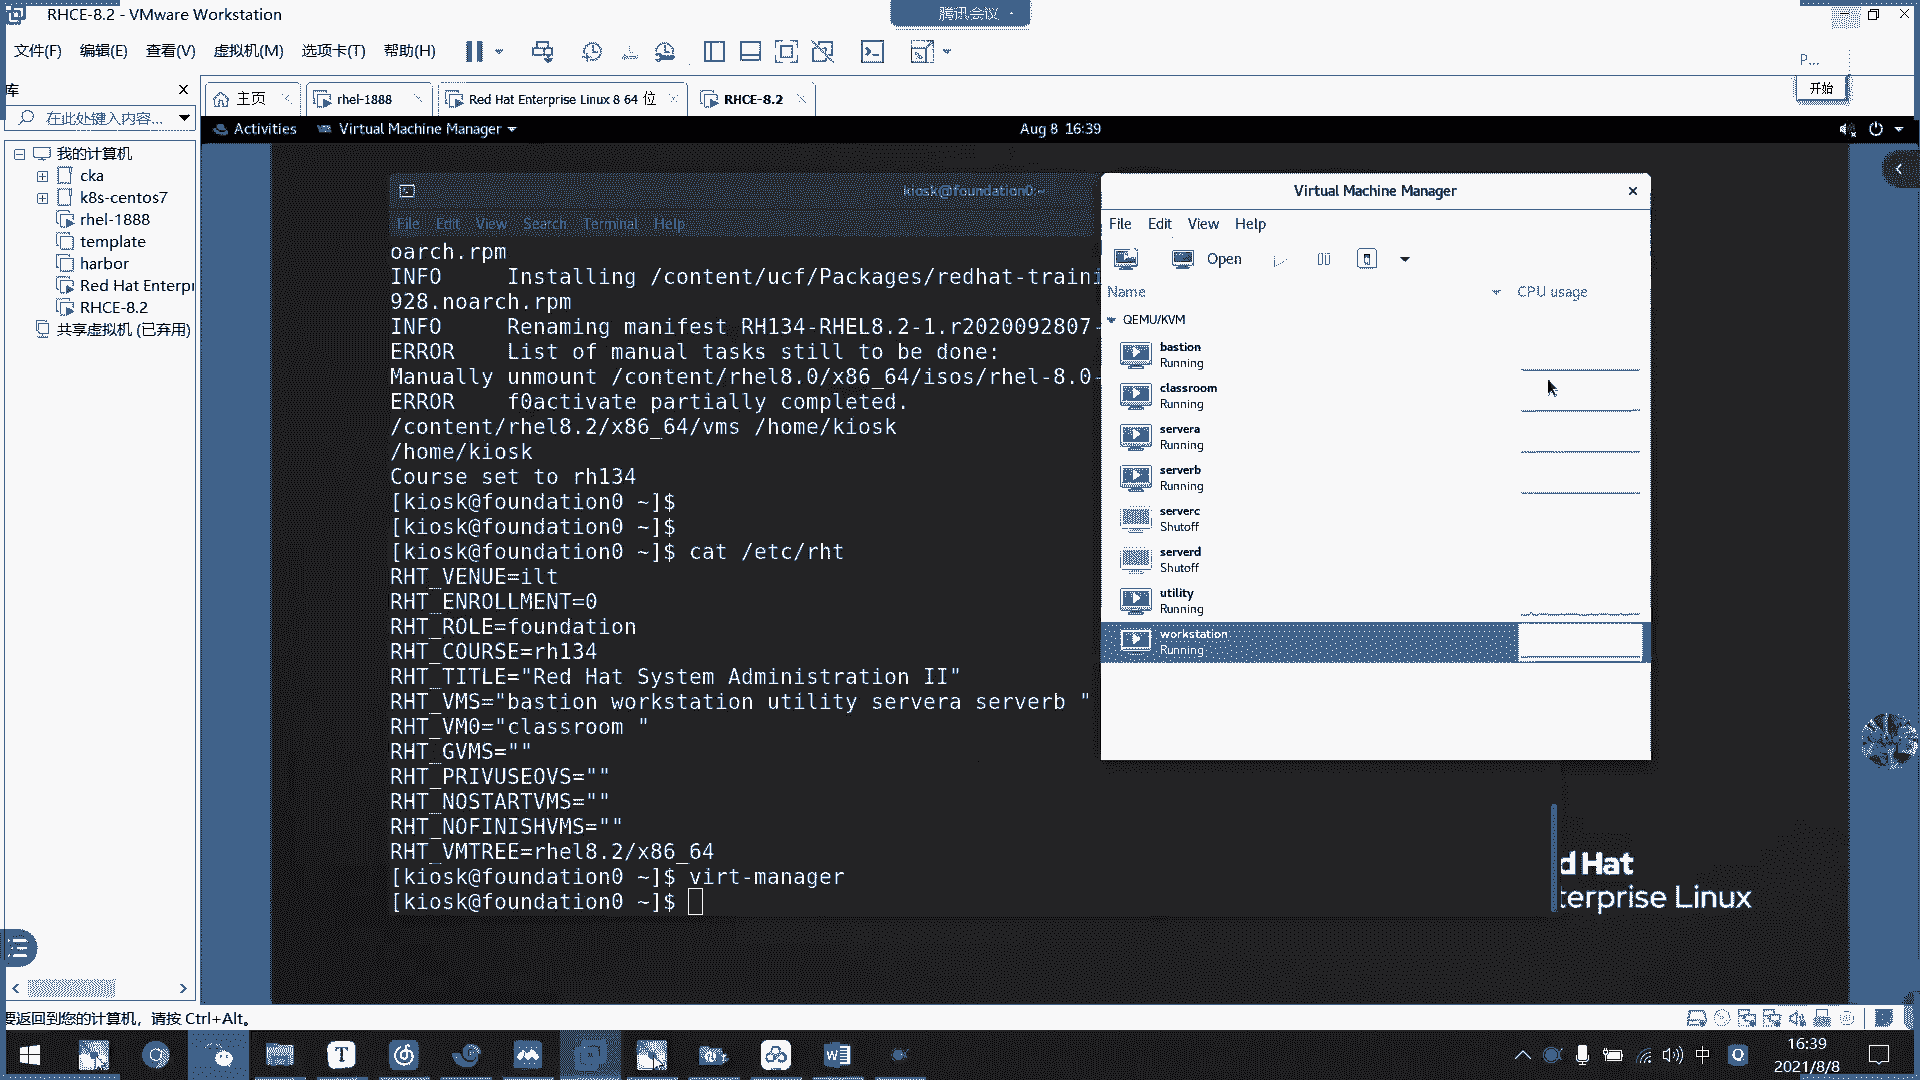 RHCE-8.2 - VMware Workstation
腾讯会议
文件(F) 编辑(E) 查看(V) 虚拟机(M) 选项卡(T) 帮助(H)
P...
开始
库
在此处键入内容...
主页
rhel-1888
Red Hat Enterprise Linux 8 64 位
RHCE-8.2
我的计算机
cka
k8s-centos7
rhel-1888
template
harbor
Red Hat Enterpr
RHCE-8.2
共享虚拟机 (已弃用)
Activities Virtual Machine Manager Aug 8 16:39
kiosk@foundation0:~
File Edit View Search Terminal Help
oarch.rpm
INFO Installing /content/ucf/Packages/redhat-traini
928.noarch.rpm
INFO Renaming manifest RH134-RHEL8.2-1.r2020092807-
ERROR List of manual tasks still to be done:
Manually unmount /content/rhel8.0/x86_64/isos/rhel-8.0-
ERROR f0activate partially completed.
/content/rhel8.2/x86_64/vms /home/kiosk
/home/kiosk
Course set to rh134
[kiosk@foundation0 ~]$
[kiosk@foundation0 ~]$
[kiosk@foundation0 ~]$ cat /etc/rht
RHT_VENUE=ilt
RHT_ENROLLMENT=0
RHT_ROLE=foundation
RHT_COURSE=rh134
RHT_TITLE="Red Hat System Administration II"
RHT_VMS="bastion workstation utility servera serverb "
RHT_VM0="classroom "
RHT_GVMS=""
RHT_PRIVUSEOVS=""
RHT_NOSTARTVMS=""
RHT_NOFINISHVMS=""
RHT_VMTREE=rhel8.2/x86_64
[kiosk@foundation0 ~]$ virt-manager
[kiosk@foundation0 ~]$
Virtual Machine Manager
File Edit View Help
Open
Name CPU usage
QEMU/KVM
bastion
Running
classroom
Running
servera
Running
serverb
Running
serverc
Shutoff
serverd
Shutoff
utility
Running
workstation
Running
d Hat
terprise Linux
要返回到您的计算机，请按 Ctrl+Alt。
中
16:39
2021/8/8